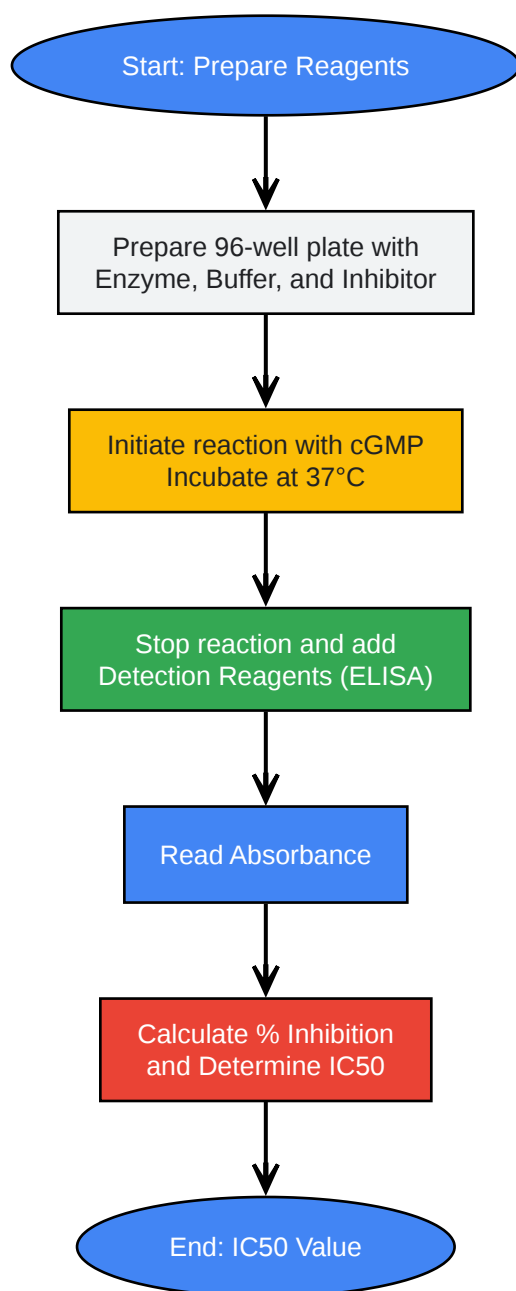 Start: Prepare Reagents
Prepare 96-well plate with
Enzyme, Buffer, and Inhibitor
Initiate reaction with cGMP
Incubate at 37°C
Stop reaction and add
Detection Reagents (ELISA)
Read Absorbance
Calculate % Inhibition
and Determine IC50
End: IC50 Value